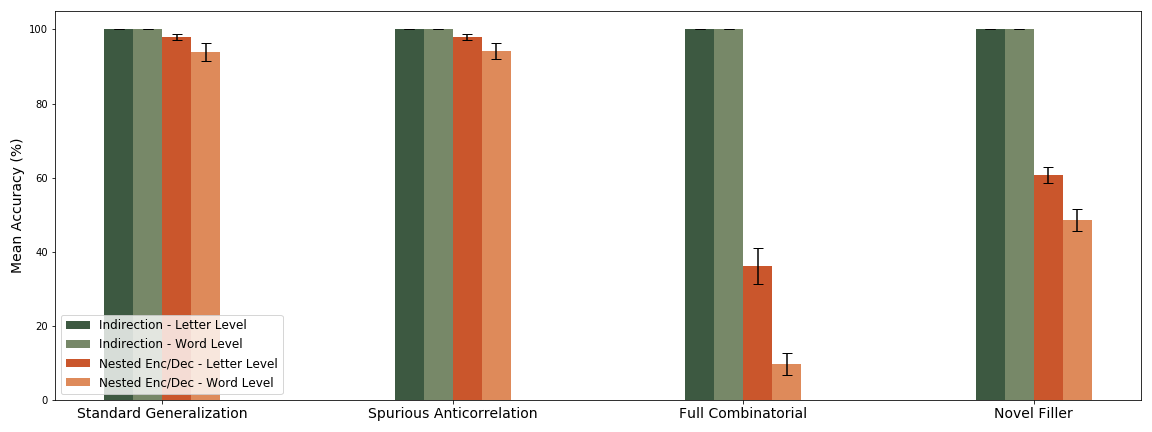 Mean Accuracy (%)
100
80
60
40
20
0
Indirection - Letter Level
Indirection - Word Level
Nested Enc/Dec - Letter Level
Nested Enc/Dec - Word Level
Standard Generalization
Spurious Anticorrelation
Full Combinatorial
Novel Filler